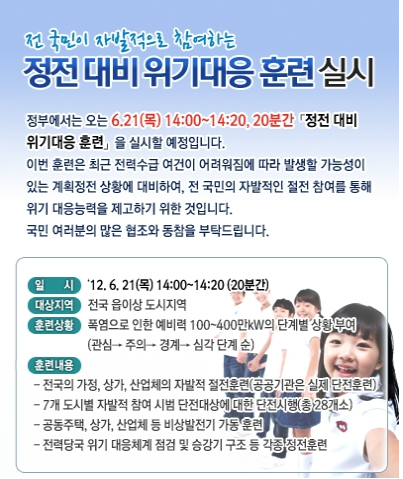 전 국민이 자발적으로 참여하는
정전 대비 위기대응 훈련 실시
정부에서는 오는 6.21(목) 14:00~14:20, 20분간 「정전 대비
위기대응 훈련」을 실시할 예정입니다.
이번 훈련은 최근 전력수급 여건이 어려워짐에 따라 발생할 가능성이
있는 계획정전 상황에 대비하여, 전 국민의 자발적인 절전 참여를 통해
위기 대응능력을 제고하기 위한 것입니다.
국민 여러분의 많은 협조와 동참을 부탁드립니다.
일 시 '12. 6. 21(목) 14:00~14:20 (20분간)
대상지역 전국 읍이상 도시지역
훈련상황 폭염으로 인한 예비력 100~400만kW의 단계별 상황 부여
(관심→ 주의→ 경계→ 심각 단계 순)
훈련내용
- 전국의 가정, 상가, 산업체의 자발적 절전훈련(공공기관은 실제 단전훈련)
- 7개 도시별 자발적 참여 시범 단전대상에 대한 단전시행(총 28개소)
- 공동주택, 상가, 산업체 등 비상발전기 가동 훈련
- 전력당국 위기 대응체계 점검 및 승강기 구조 등 각종 정전훈련